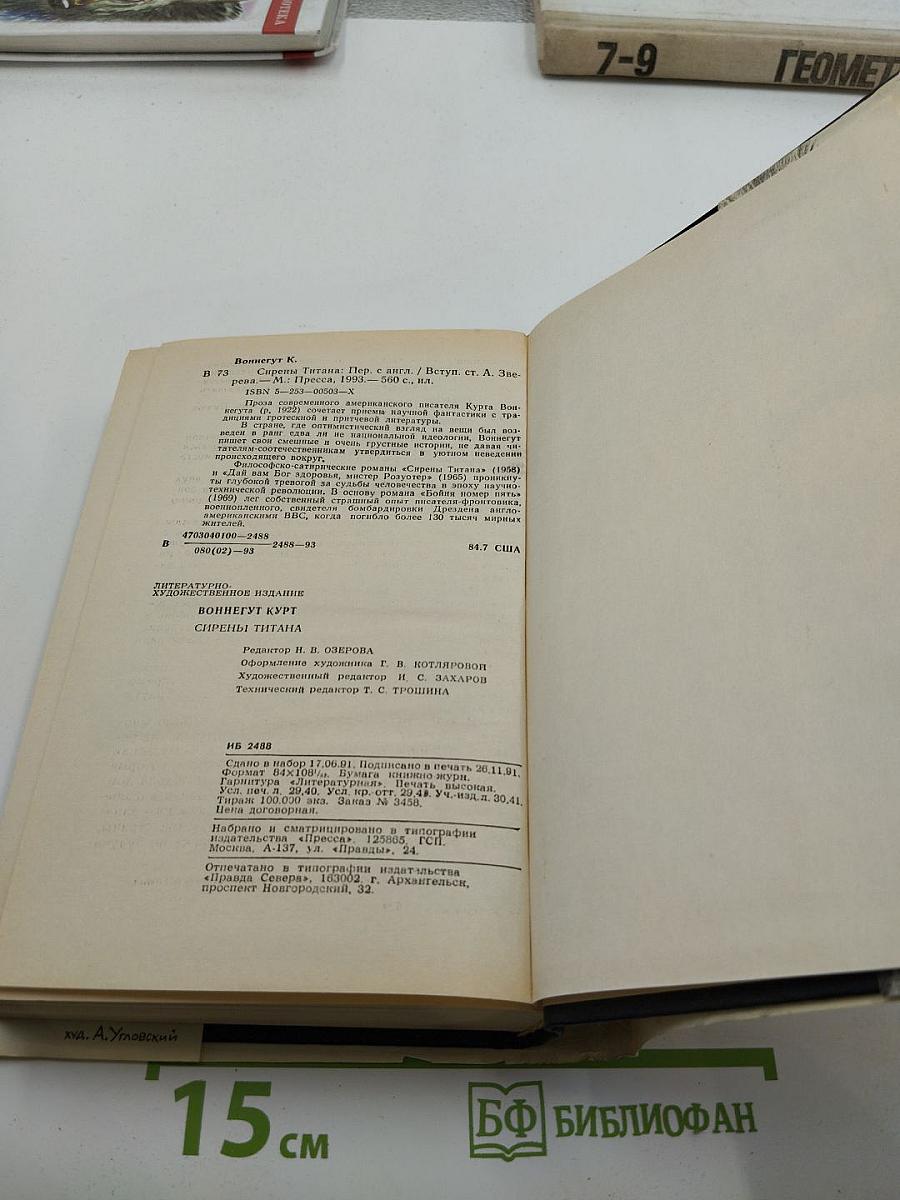 ОТЕКА
7-9
ГЕОМЕТ
Воннегут К.
В 73 Сирены Титана: Пер. с англ. / Вступ. ст. А. Зве-
рева.— М.: Пресса, 1993.— 560 с., ил.
ISBN 5—253—00503—X
Проза современного американского писателя Курта Вон-
негута (р. 1922) сочетает приемы научной фантастики с тра-
дициями гротескной и притчевой литературы.
В стране, где оптимистический взгляд на вещи был воз-
веден в ранг едва ли не национальной идеологии, Воннегут
пишет свои смешные и очень грустные истории, не давая чи-
тателям-соотечественникам утвердиться в уютном неведении
происходящего вокруг.
Философско-сатирические романы «Сирены Титана» (1958)
и «Дай вам Бог здоровья, мистер Розуотер» (1965) проникну-
ты глубокой тревогой за судьбы человечества в эпоху научно-
технической революции. В основу романа «Бойня номер пять»
(1969) лег собственный страшный опыт писателя-фронтовика,
военнопленного, свидетеля бомбардировки Дрездена англо-
американскими ВВС, когда погибло более 130 тысяч мирных
жителей.
4703040100—2488
В 2488—93 84.7 США
080(02)—93
ЛИТЕРАТУРНО-
ХУДОЖЕСТВЕННОЕ ИЗДАНИЕ
ВОННЕГУТ КУРТ
СИРЕНЫ ТИТАНА
Редактор Н. В. ОЗЕРОВА
Оформление художника Г. В. КОТЛЯРОВОЙ
Художественный редактор И. С. ЗАХАРОВ
Технический редактор Т. С. ТРОШИНА
ИБ 2488
Сдано в набор 17.06.91. Подписано в печать 26.11.91.
Формат 84×108¹/₃₂. Бумага книжно-журн.
Гарнитура «Литературная». Печать высокая.
Усл. печ. л. 29,40. Усл. кр.-отт. 29,48. Уч.-изд.л. 30,41.
Тираж 100.000 экз. Заказ № 3458.
Цена договорная.
Набрано и сматрицировано в типографии
издательства «Пресса». 125865, ГСП.
Москва, А-137, ул. «Правды», 24.
Отпечатано в типографии издательства
«Правда Севера», 163002. г. Архангельск,
проспект Новгородский, 32.
худ. А. Угловский
15 см
БФ БИБЛИОФАН